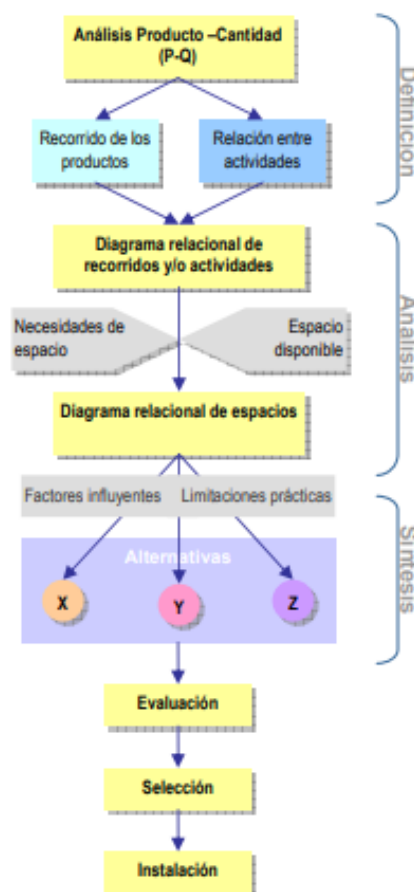 Análisis Producto –Cantidad
(P-Q)
Definicion
Recorrido de los
productos
Relación entre
actividades
Diagrama relacional de
recorridos y/o actividades
Análisis
Necesidades de
espacio
Espacio
disponible
Diagrama relacional de espacios
Factores influyentes
Limitaciones prácticas
Síntesis
Alternativas
X
Y
Z
Evaluación
Selección
Instalación